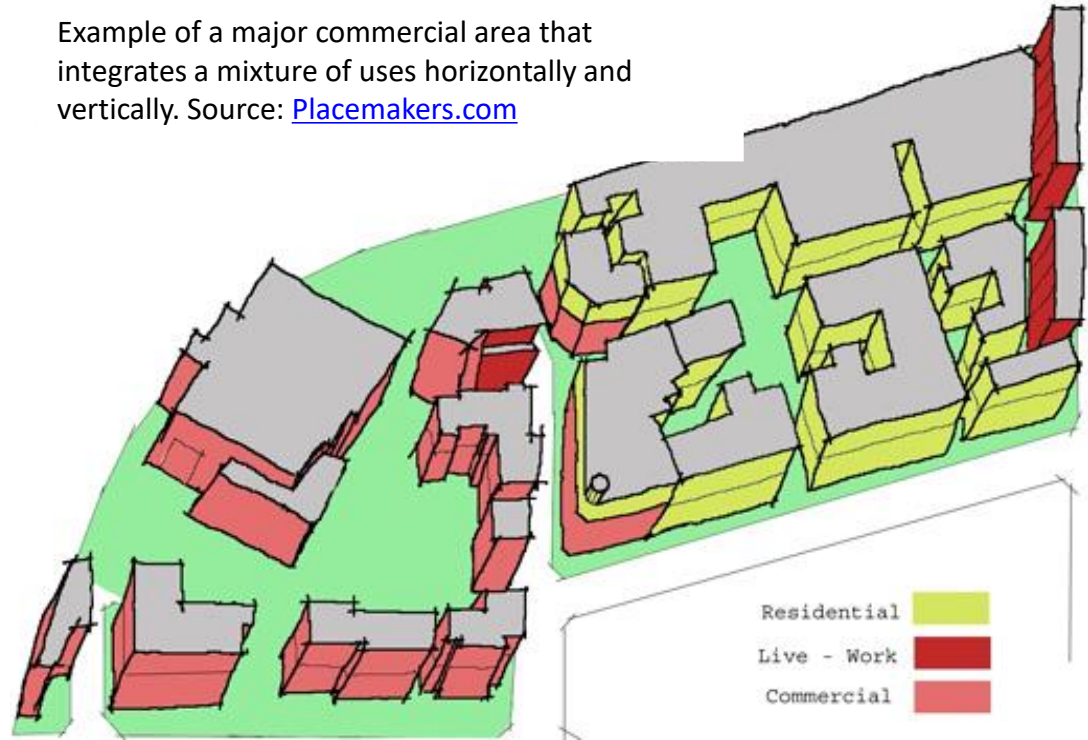 Example of a major commercial area that
integrates a mixture of uses horizontally and
vertically. Source: Placemakers.com
Residential
Live - Work
Commercial